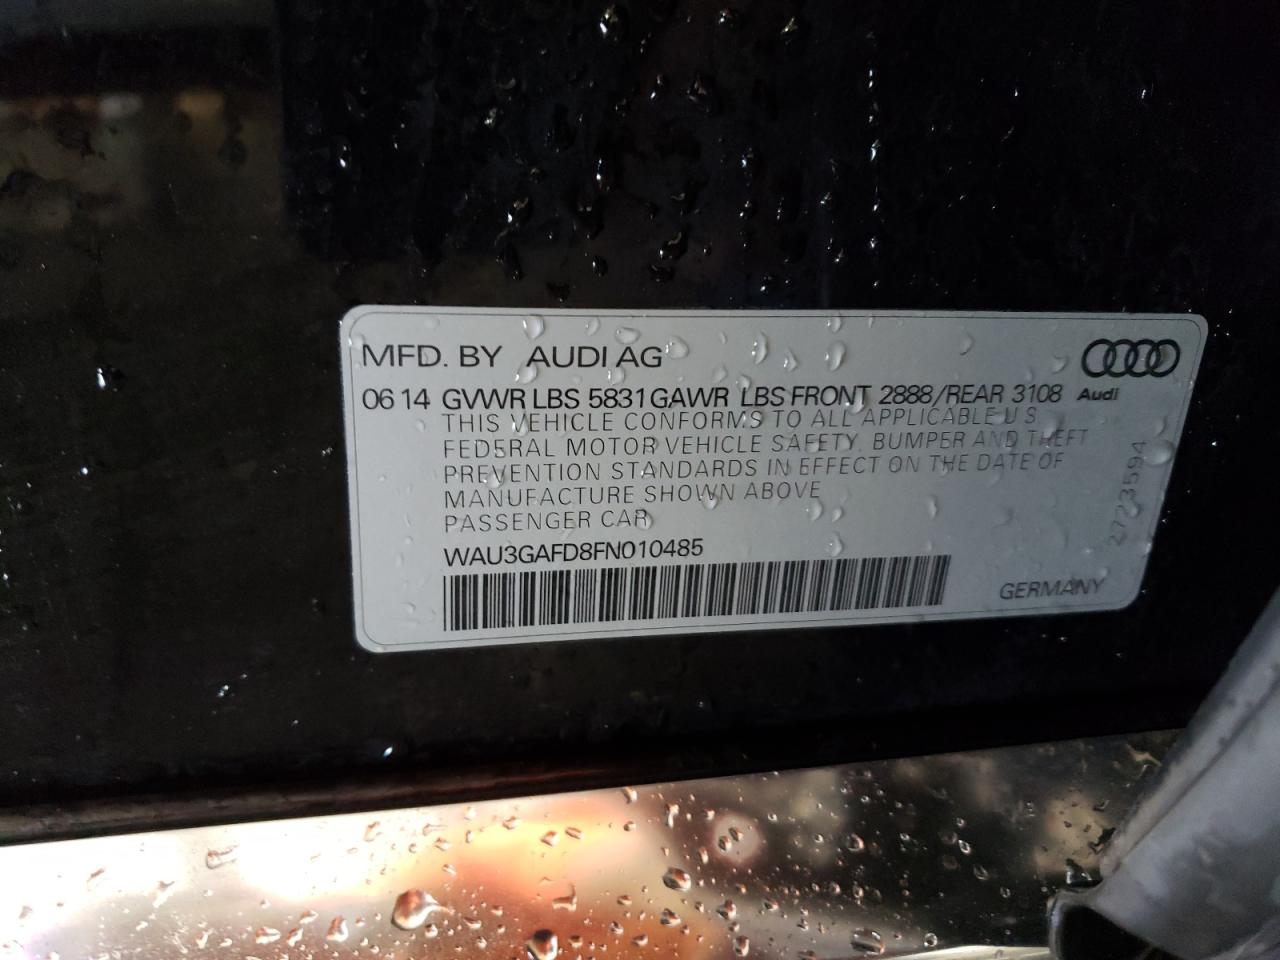 MFD. BY AUDI AG
06 14 GVWR LBS 5831 GAWR LBS FRONT 2888/REAR 3108
Audi
THIS VEHICLE CONFORMS TO ALL APPLICABLE U S
FEDERAL MOTOR VEHICLE SAFETY, BUMPER AND THEFT
PREVENTION STANDARDS IN EFFECT ON THE DATE OF
MANUFACTURE SHOWN ABOVE
PASSENGER CAR
WAU3GAFD8FN010485
GERMANY
2773594